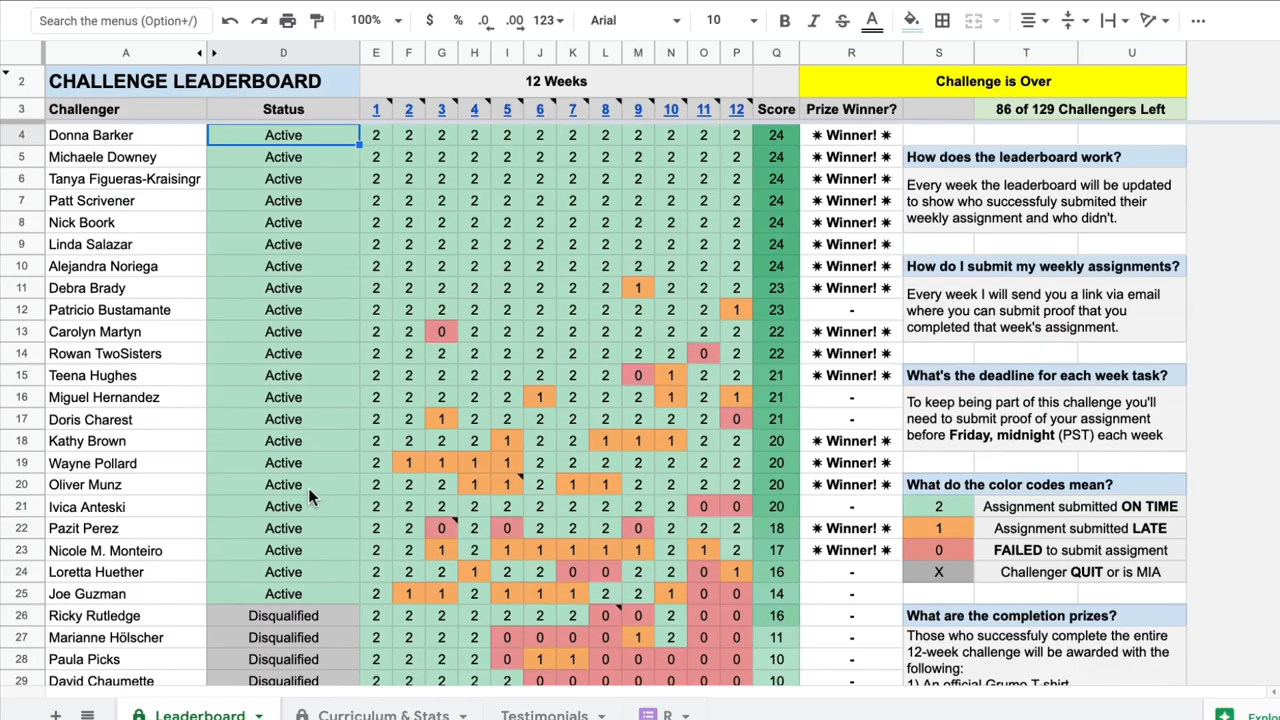 Search the menus (Option+/) 100% $ % .0 .00 123 Arial 10 B I S A
A D E F G H I J K L M N O P Q R S T U
2 CHALLENGE LEADERBOARD 12 Weeks Challenge is Over
3 Challenger Status 1 2 3 4 5 6 7 8 9 10 11 12 Score Prize Winner? 86 of 129 Challengers Left
4 Donna Barker Active 2 2 2 2 2 2 2 2 2 2 2 2 24 ✷ Winner! ✷
5 Michaele Downey Active 2 2 2 2 2 2 2 2 2 2 2 2 24 ✷ Winner! ✷ How does the leaderboard work?
6 Tanya Figueras-Kraisingr Active 2 2 2 2 2 2 2 2 2 2 2 2 24 ✷ Winner! ✷ Every week the leaderboard will be updated
7 Patt Scrivener Active 2 2 2 2 2 2 2 2 2 2 2 2 24 ✷ Winner! ✷ to show who successfuly submited their
8 Nick Boork Active 2 2 2 2 2 2 2 2 2 2 2 2 24 ✷ Winner! ✷ weekly assignment and who didn't.
9 Linda Salazar Active 2 2 2 2 2 2 2 2 2 2 2 2 24 ✷ Winner! ✷
10 Alejandra Noriega Active 2 2 2 2 2 2 2 2 2 2 2 2 24 ✷ Winner! ✷ How do I submit my weekly assignments?
11 Debra Brady Active 2 2 2 2 2 2 2 2 1 2 2 2 23 ✷ Winner! ✷ Every week I will send you a link via email
12 Patricio Bustamante Active 2 2 2 2 2 2 2 2 2 2 2 1 23 - where you can submit proof that you
13 Carolyn Martyn Active 2 2 0 2 2 2 2 2 2 2 2 2 22 ✷ Winner! ✷ completed that week's assignment.
14 Rowan TwoSisters Active 2 2 2 2 2 2 2 2 2 2 0 2 22 ✷ Winner! ✷
15 Teena Hughes Active 2 2 2 2 2 2 2 2 0 1 2 2 21 ✷ Winner! ✷ What's the deadline for each week task?
16 Miguel Hernandez Active 2 2 2 2 2 1 2 2 2 1 2 1 21 - To keep being part of this challenge you'll
17 Doris Charest Active 2 2 1 2 2 2 2 2 2 2 2 0 21 - need to submit proof of your assignment
18 Kathy Brown Active 2 2 2 2 1 2 2 1 1 1 2 2 20 ✷ Winner! ✷ before Friday, midnight (PST) each week
19 Wayne Pollard Active 2 1 1 1 1 2 2 2 2 2 2 2 20 ✷ Winner! ✷
20 Oliver Munz Active 2 2 2 1 1 2 1 1 2 2 2 2 20 ✷ Winner! ✷ What do the color codes mean?
21 Ivica Anteski Active 2 2 2 2 2 2 2 2 2 2 0 0 20 - 2 Assignment submitted ON TIME
22 Pazit Perez Active 2 2 0 2 0 2 2 2 0 2 2 2 18 ✷ Winner! ✷ 1 Assignment submitted LATE
23 Nicole M. Monteiro Active 2 2 1 2 1 1 1 1 1 2 1 2 17 ✷ Winner! ✷ 0 FAILED to submit assigment
24 Loretta Huether Active 2 2 2 1 2 2 0 0 2 2 0 1 16 - X Challenger QUIT or is MIA
25 Joe Guzman Active 2 1 1 2 1 1 1 2 2 1 0 0 14 -
26 Ricky Rutledge Disqualified 2 2 2 2 2 2 2 0 0 2 0 0 16 - What are the completion prizes?
27 Marianne Hölscher Disqualified 2 2 2 2 0 0 0 0 1 2 0 0 11 - Those who successfuly complete the entire
28 Paula Picks Disqualified 2 2 2 2 0 1 1 0 0 0 0 0 10 - 12-week challenge will be awarded with the
following:
29 David Chaumette Disqualified 2 2 2 2 2 0 0 0 0 0 0 0 10 - 1) An official Grumo T-shirt
Leaderboard Curriculum & Stats Testimonials R